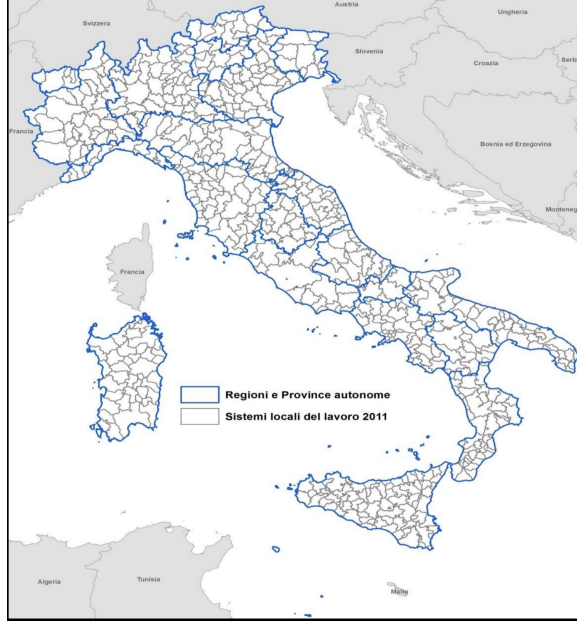 Austria
Ungheria
Svizzera
Slovenia
Croazia
Serb
Francia
Bosnia ed Erzegovina
Monteneg
Francia
Regioni e Province autonome
Sistemi locali del lavoro 2011
Algeria
Tunisia
Malta